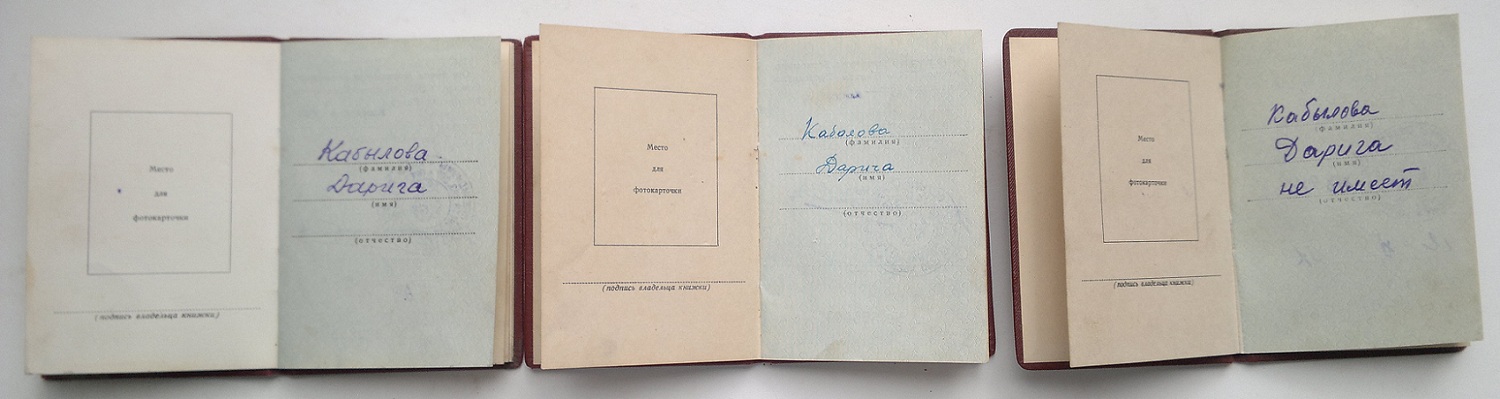 Место
для
фотокарточки
(подпись владельца книжки)
Кабылова
(фамилия)
Дарига
(имя)
(отчество)
Место
для
фотокарточки
(подпись владельца книжки)
Кабалова
(фамилия)
Дарига
(имя)
(отчество)
Место
для
фотокарточки
(подпись владельца книжки)
Кабылова
(фамилия)
Дарига
(имя)
не имеет
(отчество)